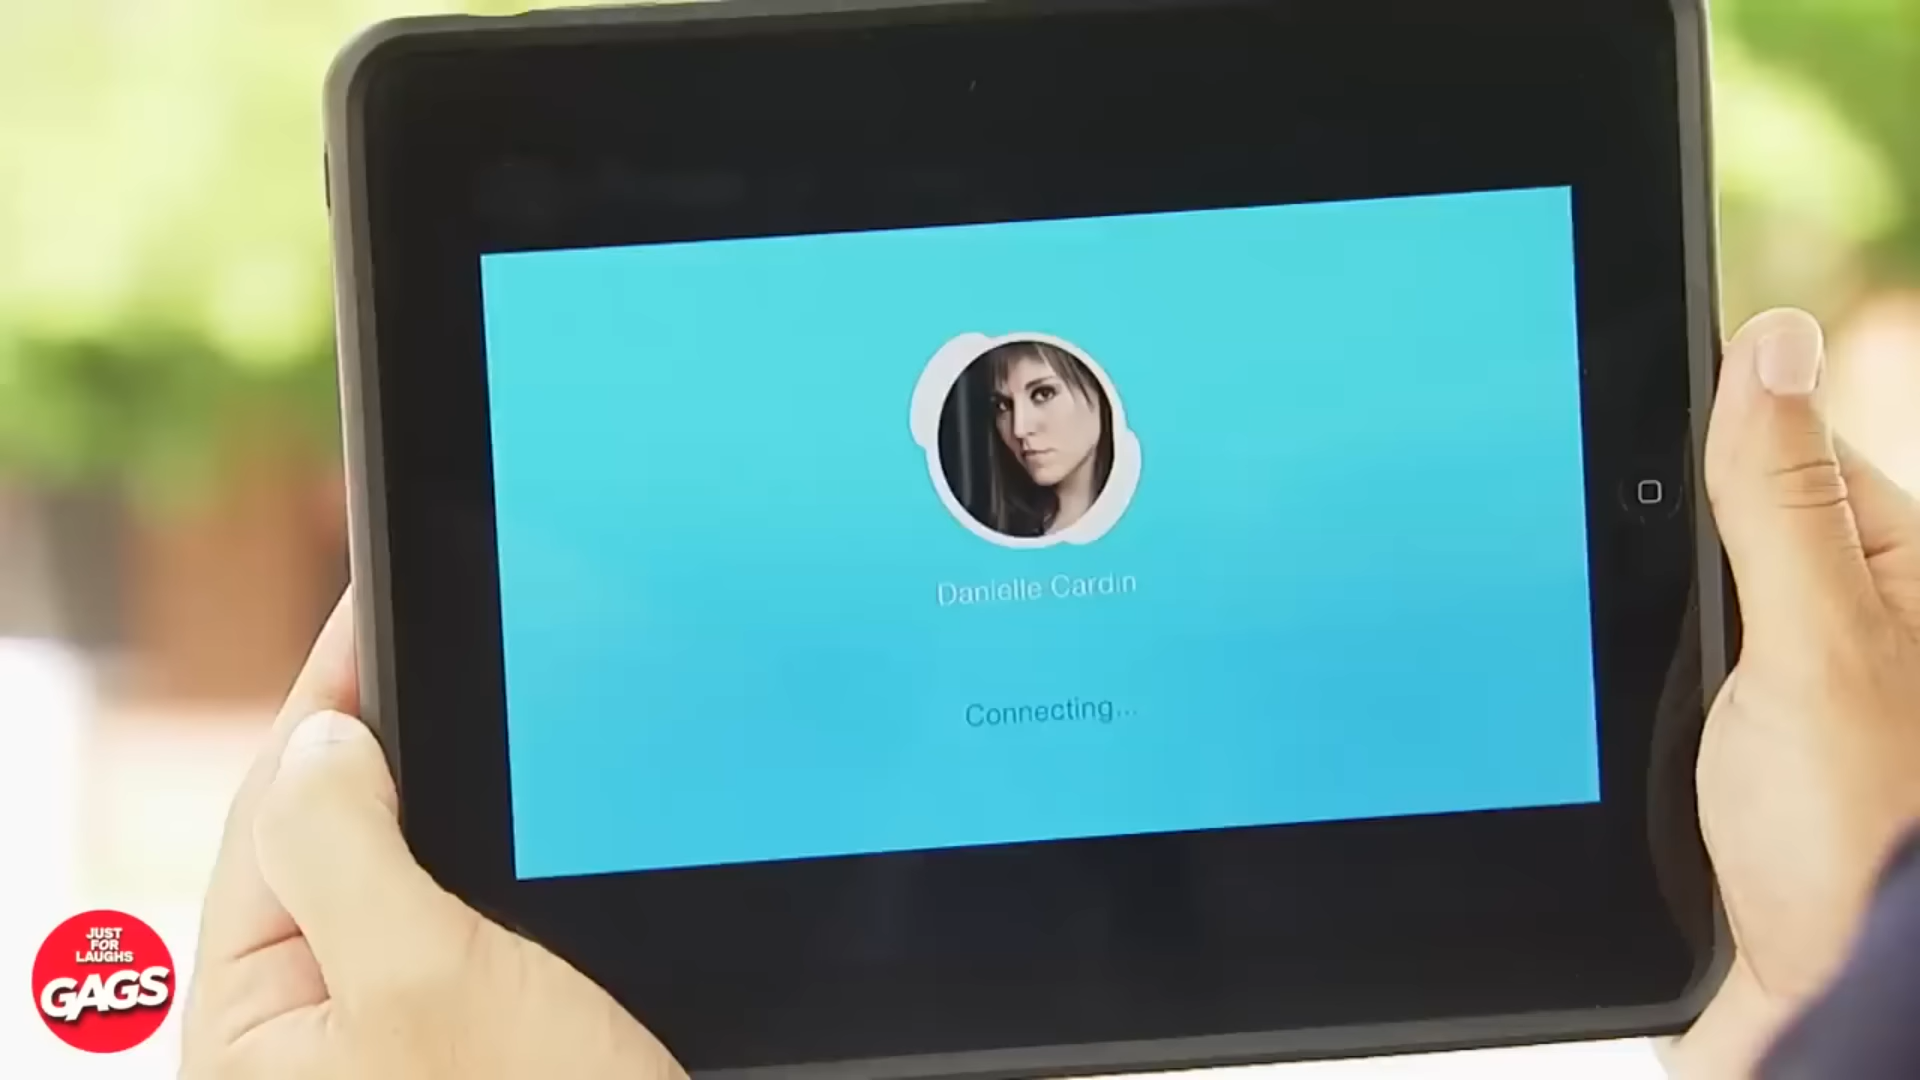 Danielle Cardin
Connecting...
JUST
FOR
LAUGHS
GAGS